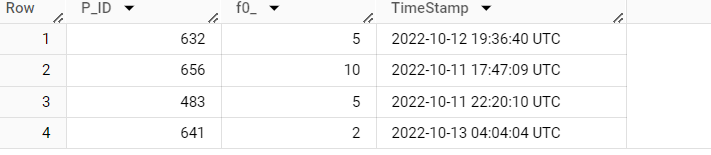 Row P_ID f0_ TimeStamp
1 632 5 2022-10-12 19:36:40 UTC
2 656 10 2022-10-11 17:47:09 UTC
3 483 5 2022-10-11 22:20:10 UTC
4 641 2 2022-10-13 04:04:04 UTC